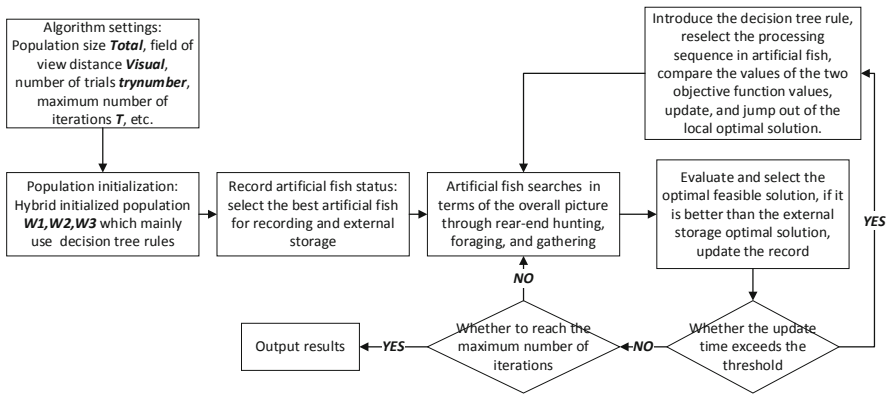 Algorithm settings:
Population size Total, field of
view distance Visual,
number of trials trynumber,
maximum number of
iterations T, etc.
Population initialization:
Hybrid initialized population
W1,W2,W3 which mainly
use decision tree rules
Record artificial fish status:
select the best artificial fish
for recording and external
storage
Artificial fish searches in
terms of the overall picture
through rear-end hunting,
foraging, and gathering
Introduce the decision tree rule,
reselect the processing
sequence in artificial fish,
compare the values of the two
objective function values,
update, and jump out of the
local optimal solution.
Evaluate and select the
optimal feasible solution, if it
is better than the external
storage optimal solution,
update the record
YES
NO
Whether the update
time exceeds the
threshold
NO
Whether to reach the
maximum number of
iterations
YES
Output results